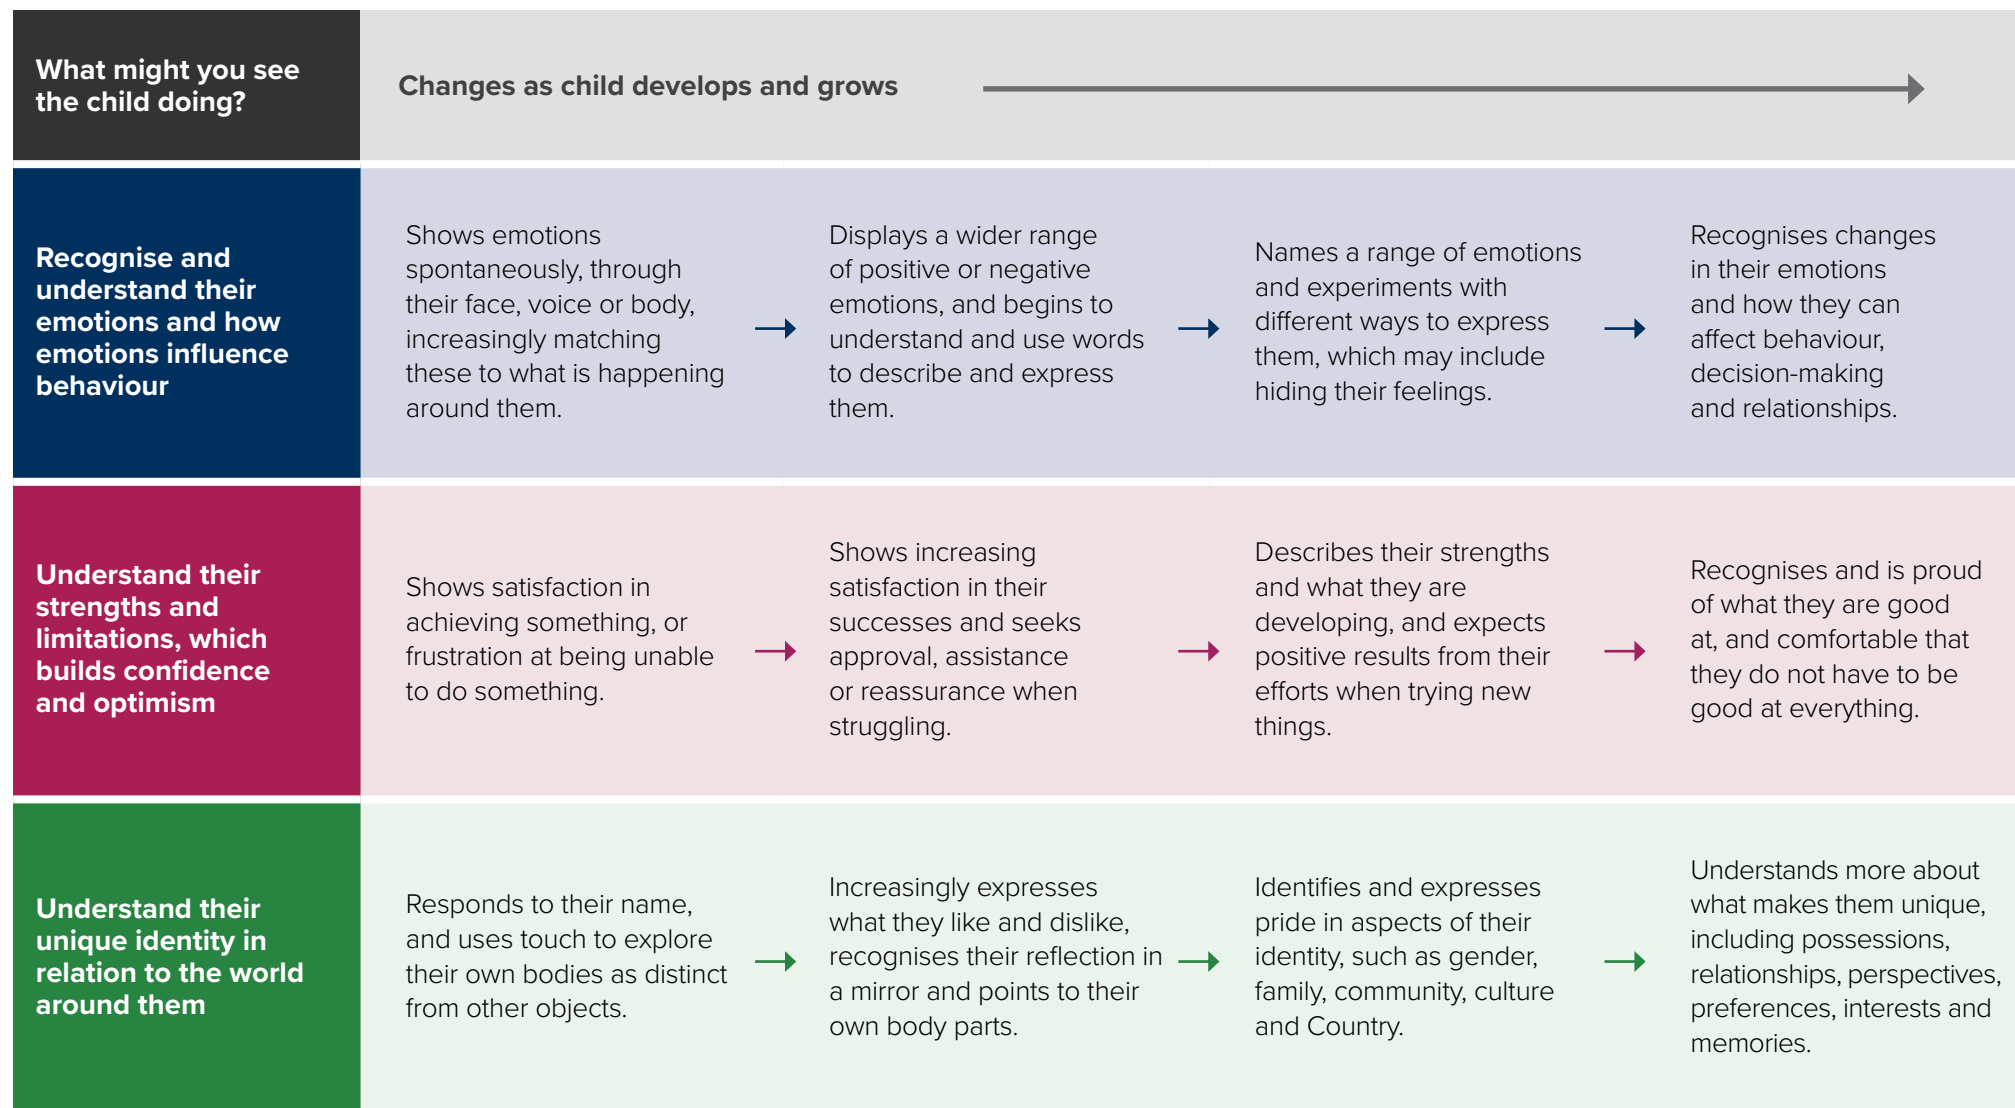 What might you see
the child doing?
Changes as child develops and grows
Recognise and
understand their
emotions and how
emotions influence
behaviour
Shows emotions
spontaneously, through
their face, voice or body,
increasingly matching
these to what is happening
around them.
Displays a wider range
of positive or negative
emotions, and begins to
understand and use words
to describe and express
them.
Names a range of emotions
and experiments with
different ways to express
them, which may include
hiding their feelings.
Recognises changes
in their emotions
and how they can
affect behaviour,
decision-making
and relationships.
Understand their
strengths and
limitations, which
builds confidence
and optimism
Shows satisfaction in
achieving something, or
frustration at being unable
to do something.
Shows increasing
satisfaction in their
successes and seeks
approval, assistance
or reassurance when
struggling.
Describes their strengths
and what they are
developing, and expects
positive results from their
efforts when trying new
things.
Recognises and is proud
of what they are good
at, and comfortable that
they do not have to be
good at everything.
Understand their
unique identity in
relation to the world
around them
Responds to their name,
and uses touch to explore
their own bodies as distinct
from other objects.
Increasingly expresses
what they like and dislike,
recognises their reflection in
a mirror and points to their
own body parts.
Identifies and expresses
pride in aspects of their
identity, such as gender,
family, community, culture
and Country.
Understands more about
what makes them unique,
including possessions,
relationships, perspectives,
preferences, interests and
memories.